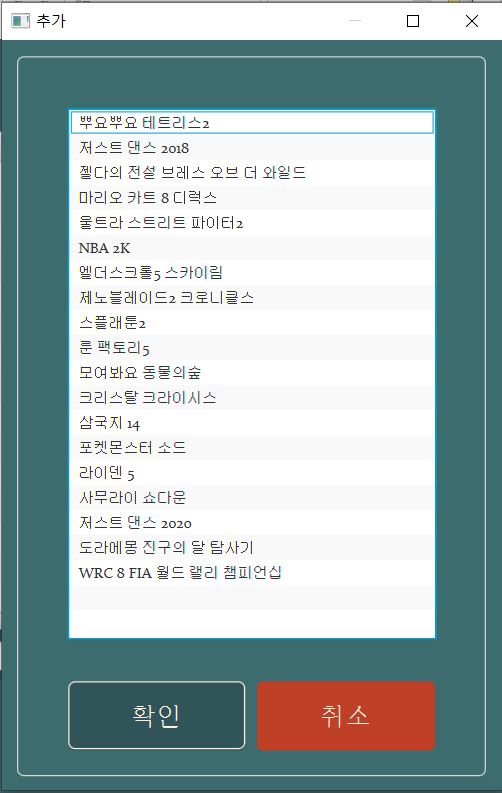 추가
뿌요뿌요 테트리스2
저스트 댄스 2018
젤다의 전설 브레스 오브 더 와일드
마리오 카트 8 디럭스
울트라 스트리트 파이터2
NBA 2K
엘더스크롤5 스카이림
제노블레이드2 크로니클스
스플래툰2
룬 팩토리5
모여봐요 동물의숲
크리스탈 크라이시스
삼국지 14
포켓몬스터 소드
라이덴 5
사무라이 쇼다운
저스트 댄스 2020
도라에몽 진구의 달 탐사기
WRC 8 FIA 월드 랠리 챔피언십
확인 취소